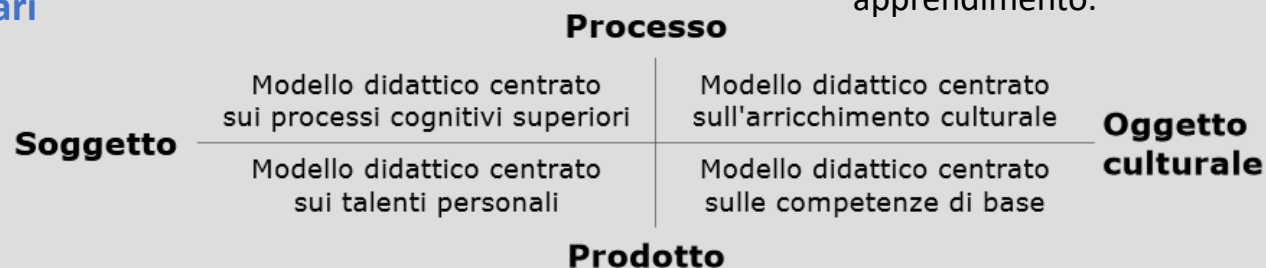 ari
apprendimento.
Processo
Modello didattico centrato
sui processi cognitivi superiori
Modello didattico centrato
sull'arricchimento culturale
Soggetto
Oggetto
culturale
Modello didattico centrato
sui talenti personali
Modello didattico centrato
sulle competenze di base
Prodotto